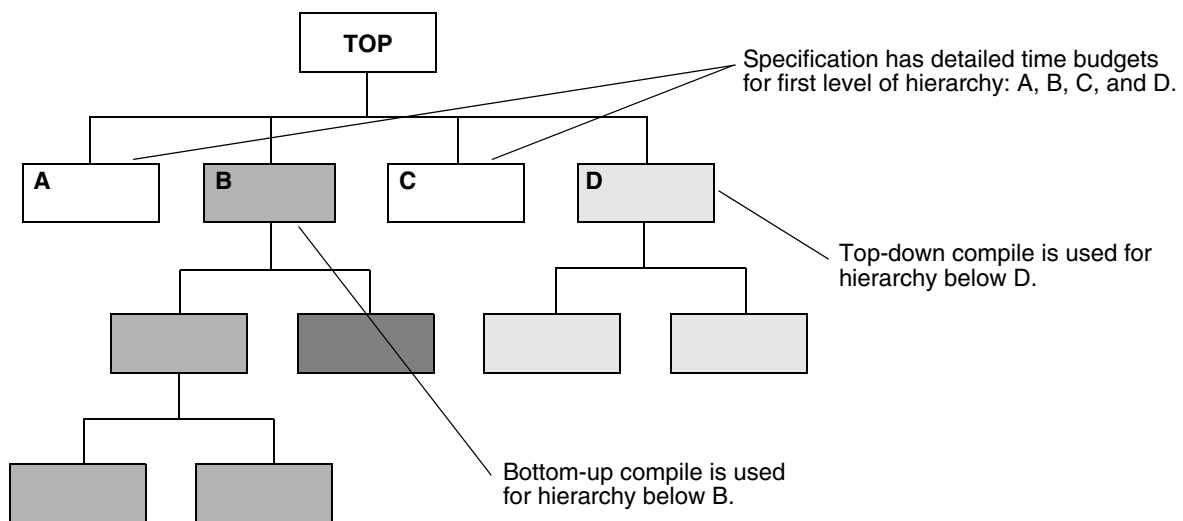 TOP
Specification has detailed time budgets
for first level of hierarchy: A, B, C, and D.
A
B
C
D
Top-down compile is used for
hierarchy below D.
Bottom-up compile is used
for hierarchy below B.